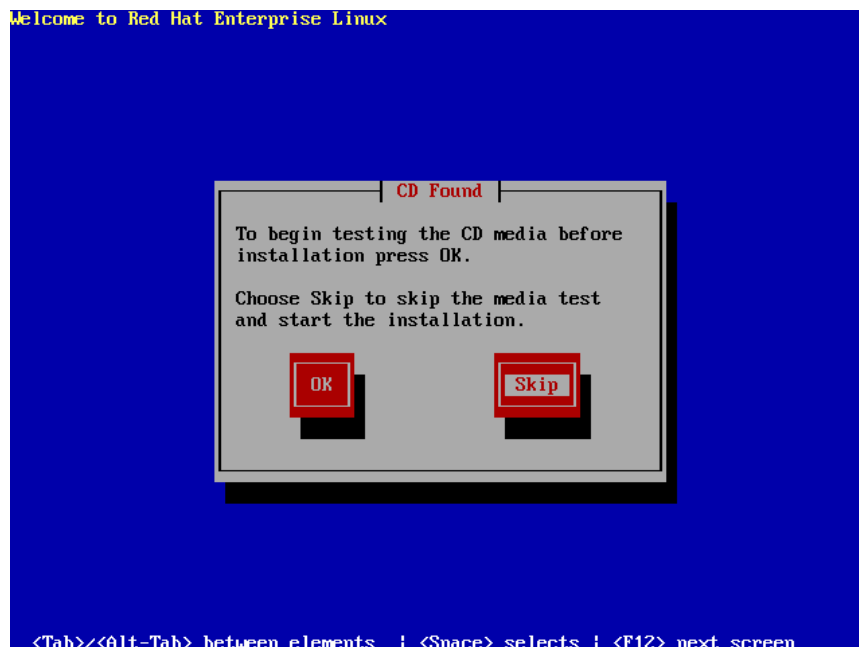 Welcome to Red Hat Enterprise Linux
CD Found
To begin testing the CD media before
installation press OK.
Choose Skip to skip the media test
and start the installation.
OK Skip
<Tab>/<Alt-Tab> between elements | <Space> selects | <F12> next screen